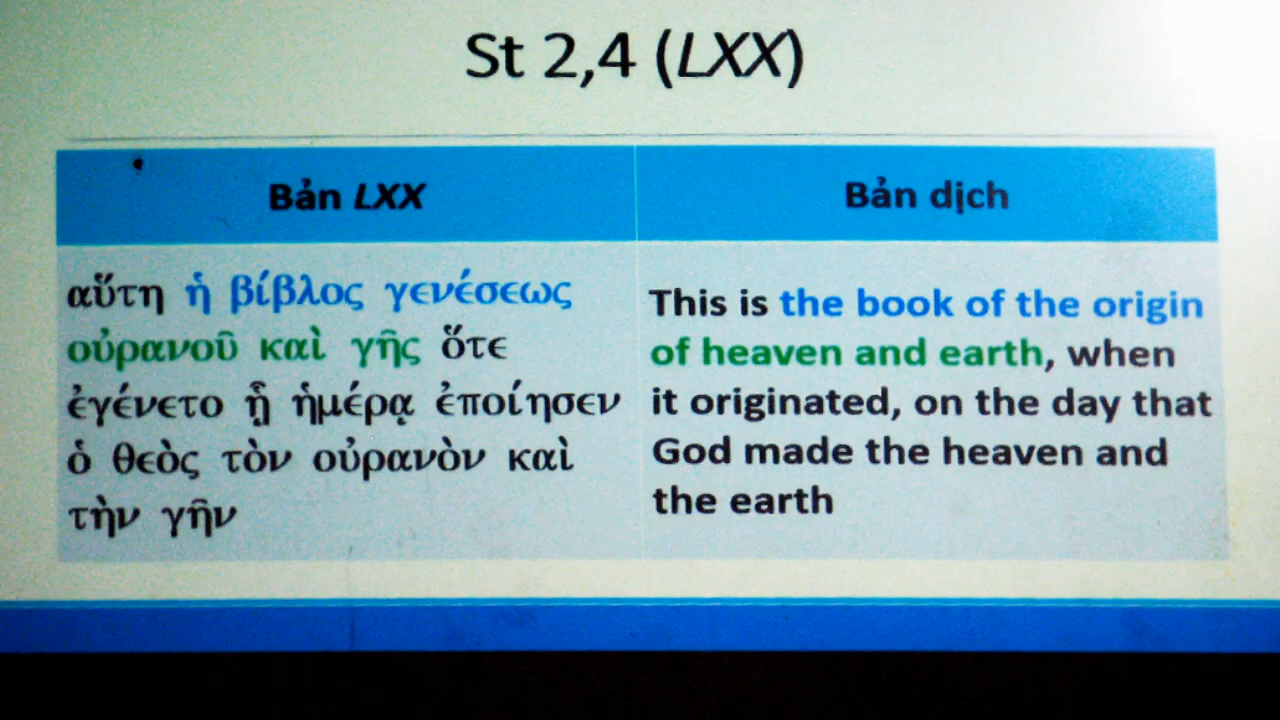 St 2,4 (LXX)
Bản LXX
Bản dịch
αὕτη ἡ βίβλος γενέσεως
οὐρανοῦ καὶ γῆς ὅτε
ἐγένετο ᾗ ἡμέρᾳ ἐποίησεν
ὁ θεὸς τὸν οὐρανὸν καὶ
τὴν γῆν
This is the book of the origin
of heaven and earth, when
it originated, on the day that
God made the heaven and
the earth